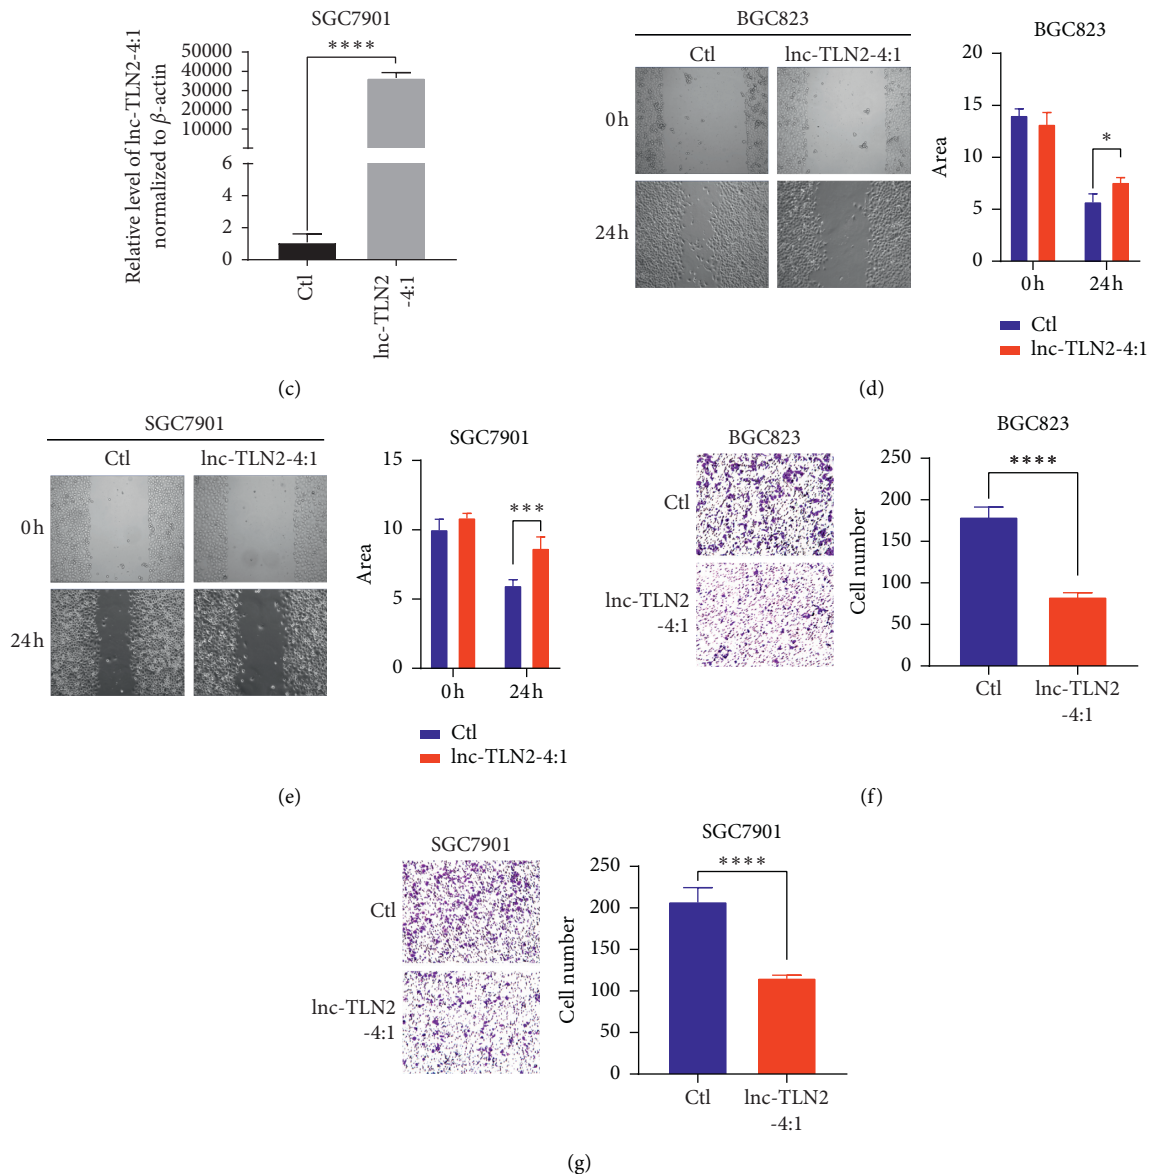 SGC7901
Relative level of lnc-TLN2-4:1
normalized to β-actin
50000
40000
30000
20000
10000
6
4
2
0
****
Ctl
lnc-TLN2
-4:1
(c)
BGC823
Ctl
lnc-TLN2-4:1
0 h
24 h
BGC823
Area
20
15
10
5
0
*
0 h
24 h
Ctl
lnc-TLN2-4:1
(d)
SGC7901
Ctl
lnc-TLN2-4:1
0 h
24 h
SGC7901
Area
15
10
5
0
***
0 h
24 h
Ctl
lnc-TLN2-4:1
(e)
BGC823
Ctl
lnc-TLN2
-4:1
BGC823
Cell number
250
200
150
100
50
0
****
Ctl
lnc-TLN2
-4:1
(f)
SGC7901
Ctl
lnc-TLN2
-4:1
SGC7901
Cell number
250
200
150
100
50
0
****
Ctl
lnc-TLN2
-4:1
(g)